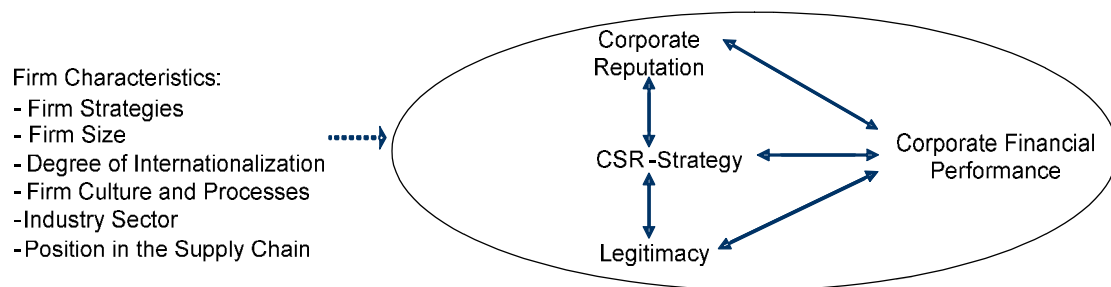 Firm Characteristics:
- Firm Strategies
- Firm Size
- Degree of Internationalization
- Firm Culture and Processes
- Industry Sector
- Position in the Supply Chain
Corporate
Reputation
CSR-Strategy
Legitimacy
Corporate Financial
Performance